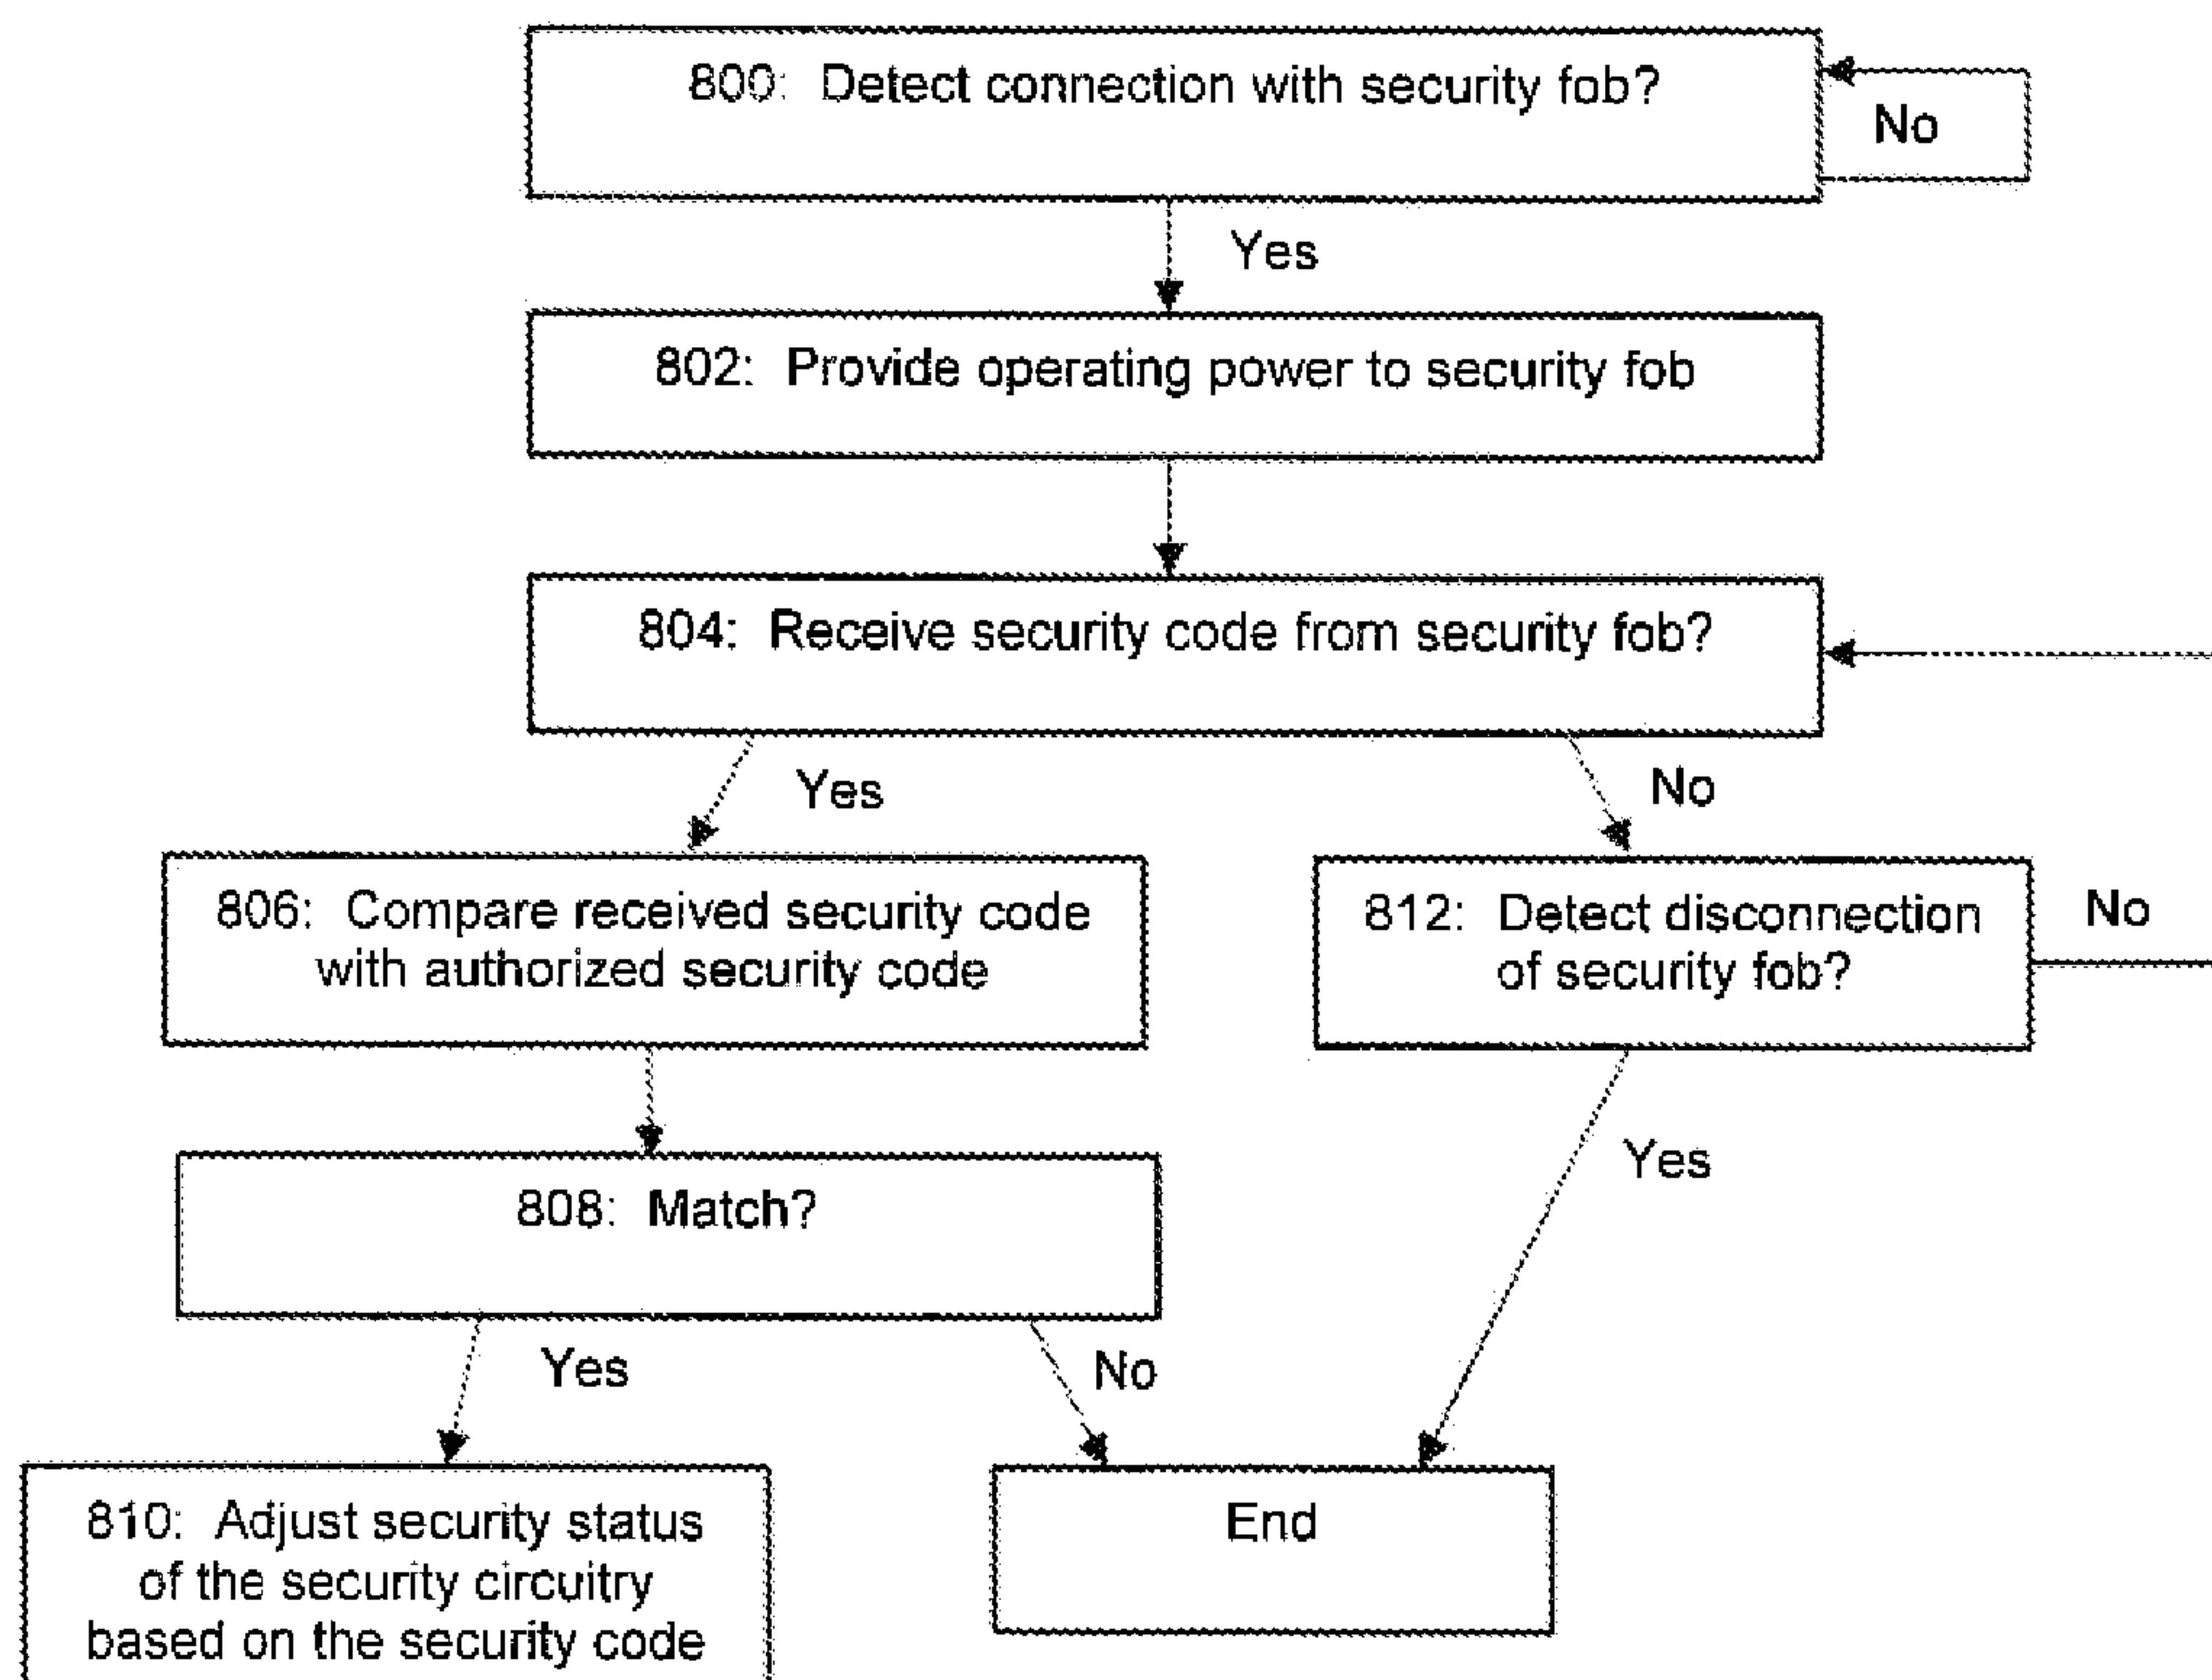 800: Detect connection with security fob?
No
Yes
802: Provide operating power to security fob
804: Receive security code from security fob?
Yes
No
806: Compare received security code
with authorized security code
812: Detect disconnection
of security fob?
No
808: Match?
Yes
Yes
No
810: Adjust security status
of the security circuitry
based on the security code
End